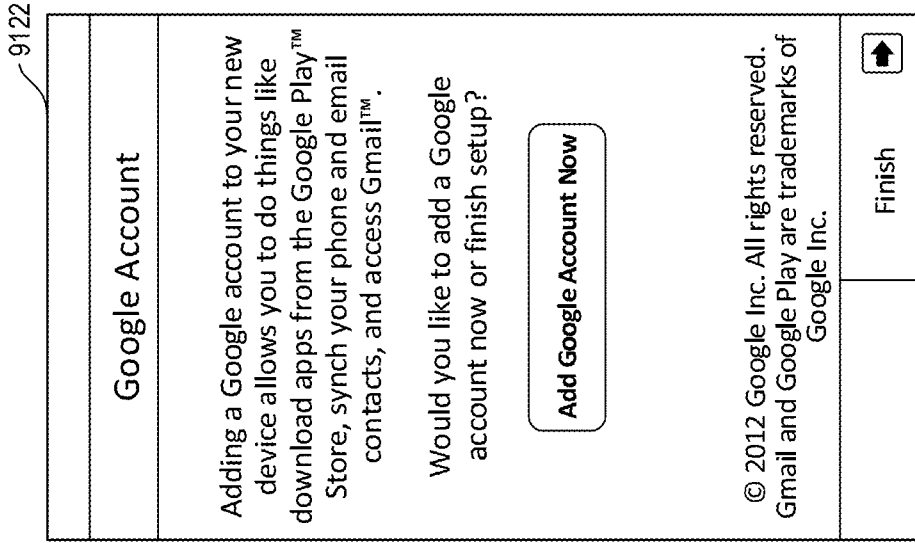 9122
Google Account
Adding a Google account to your new
device allows you to do things like
download apps from the Google Play™
Store, synch your phone and email
contacts, and access Gmail™.
Would you like to add a Google
account now or finish setup?
Add Google Account Now
© 2012 Google Inc. All rights reserved.
Gmail and Google Play are trademarks of
Google Inc.
Finish